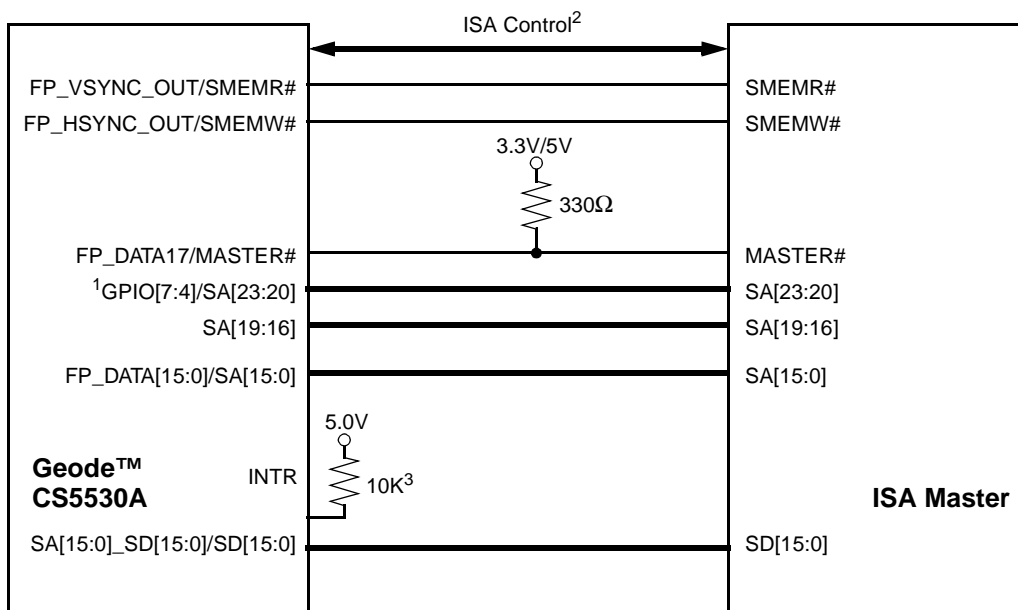 ISA Control²
FP_VSYNC_OUT/SMEMR#
SMEMR#
FP_HSYNC_OUT/SMEMW#
SMEMW#
3.3V/5V
330Ω
FP_DATA17/MASTER#
MASTER#
¹GPIO[7:4]/SA[23:20]
SA[23:20]
SA[19:16]
SA[19:16]
FP_DATA[15:0]/SA[15:0]
SA[15:0]
5.0V
Geode™
CS5530A
INTR
10K³
ISA Master
SA[15:0]_SD[15:0]/SD[15:0]
SD[15:0]